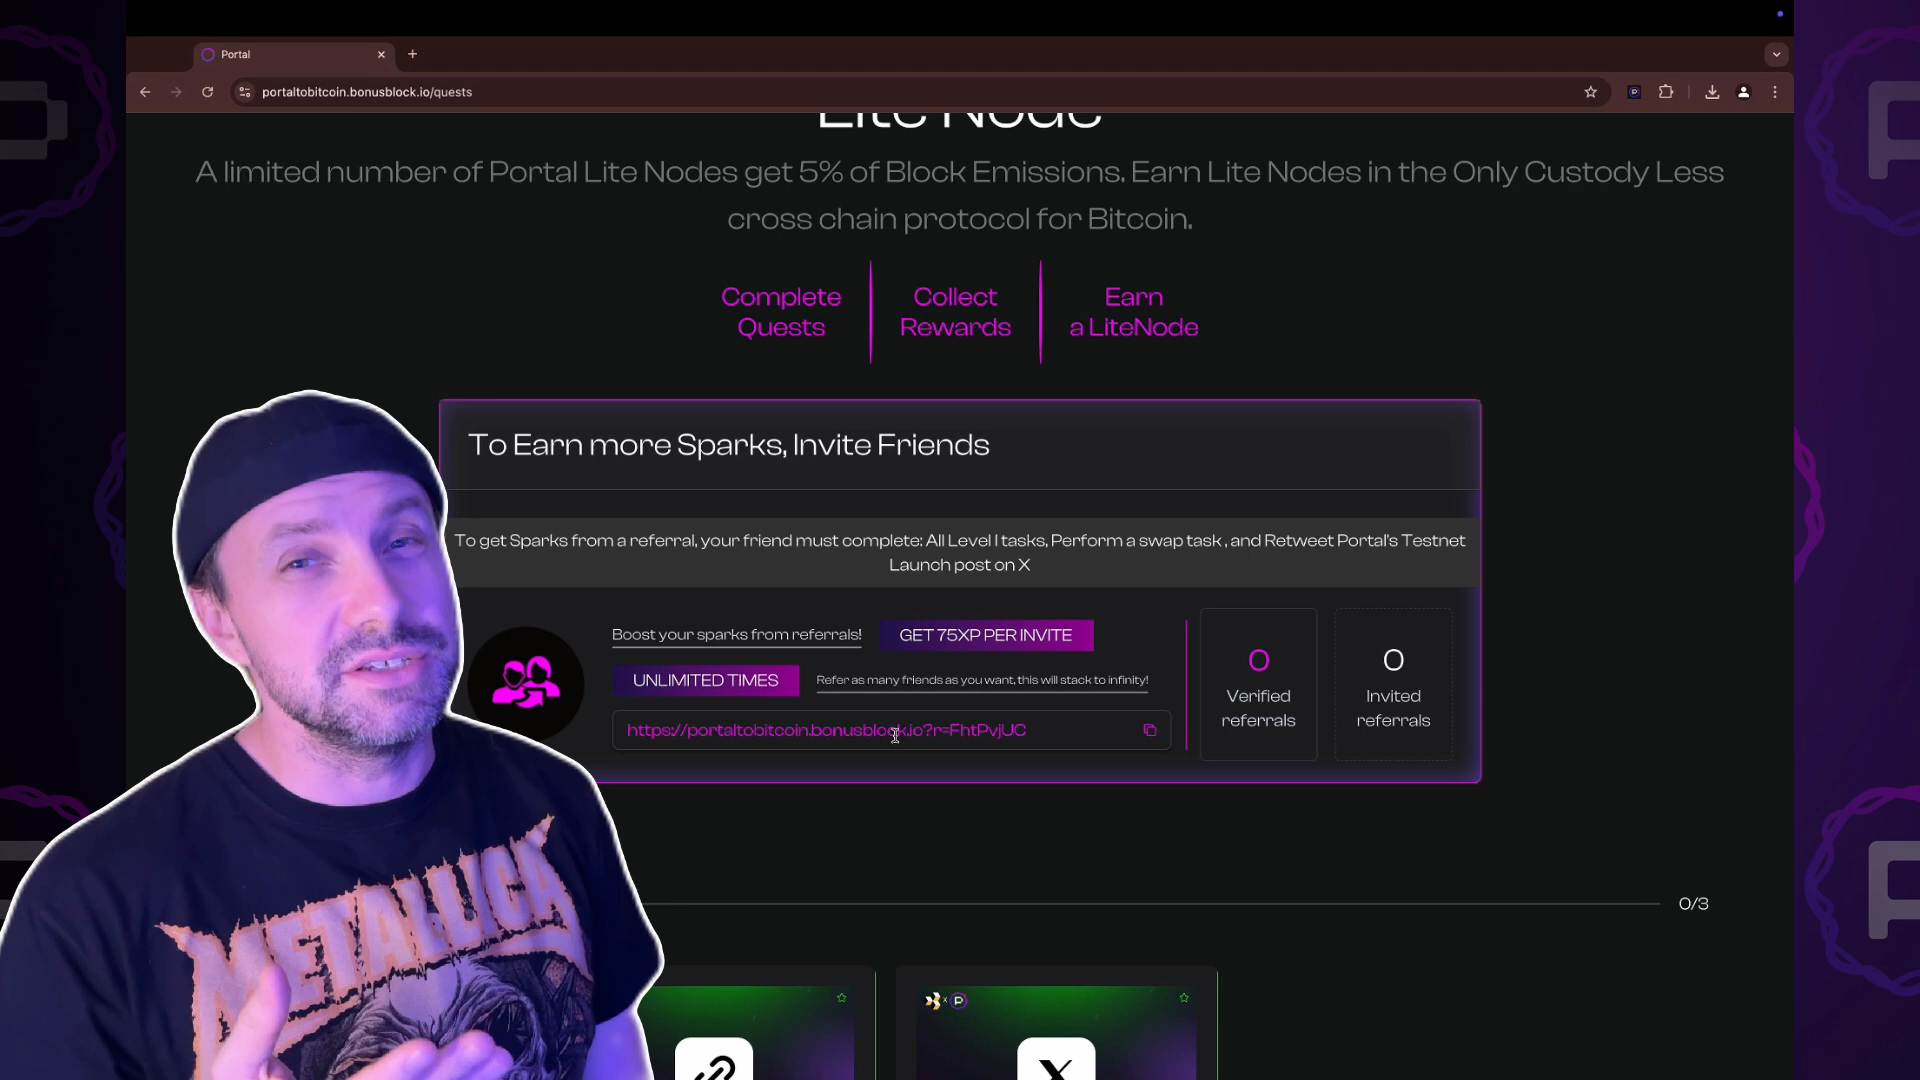 Portal
portaltobitcoin.bonusblock.io/quests
Lite Node
A limited number of Portal Lite Nodes get 5% of Block Emissions. Earn Lite Nodes in the Only Custody Less
cross chain protocol for Bitcoin.
Complete
Quests
Collect
Rewards
Earn
a LiteNode
To Earn more Sparks, Invite Friends
To get Sparks from a referral, your friend must complete: All Level 1 tasks, Perform a swap task , and Retweet Portal's Testnet
Launch post on X
Boost your sparks from referrals!
GET 75XP PER INVITE
UNLIMITED TIMES
Refer as many friends as you want, this will stack to infinity!
https://portaltobitcoin.bonusblock.io?r=FhtPvjUC
0
Verified
referrals
0
Invited
referrals
0/3
METALLICA